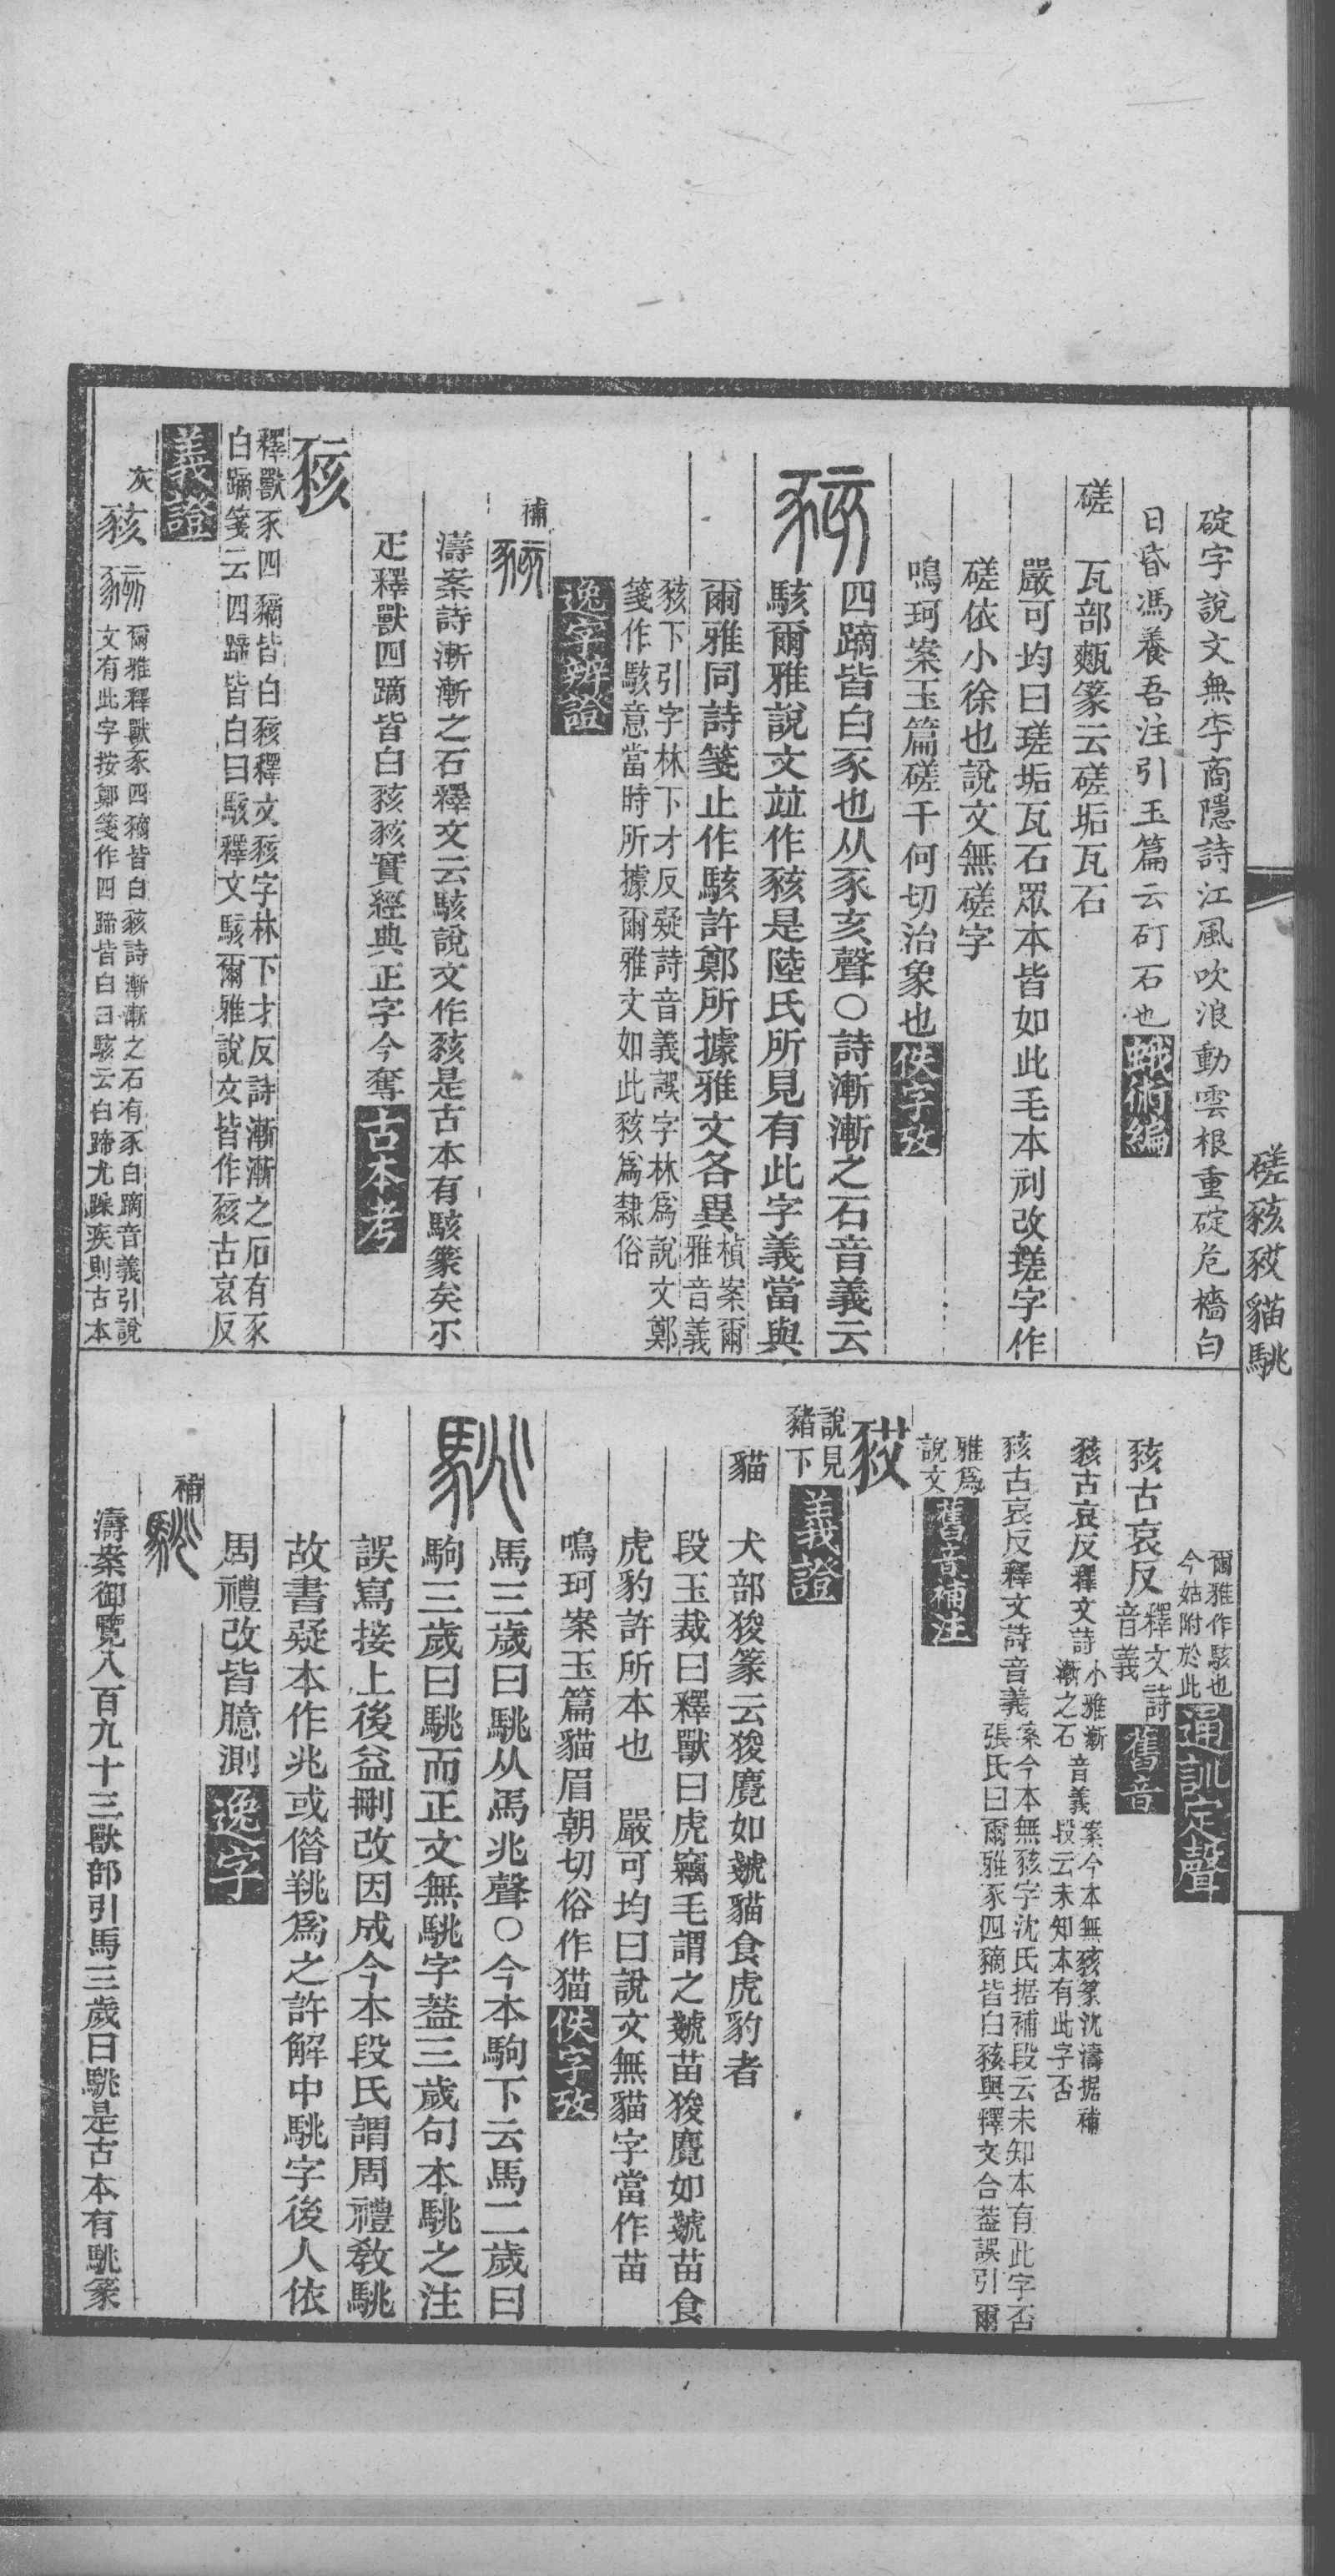 碰字說文無李商隱詩江風吹浪動雲根重碇危檣白
日昏馮養吾注引玉篇云矴石也蛾術編
磋 瓦部甐篆云磋垢瓦石
嚴可均曰瑳垢瓦石眾本皆如此毛本刓改瑳字作
磋依小徐也說文無磋字
鳴珂案玉篇磋千何切治象也佚字攷
豥 四蹢皆白豕也从豕亥聲○詩漸漸之石音義云
駭爾雅說文竝作豥是陸氏所見有此字義當與
爾雅同詩箋止作駭許鄭所據雅文各異楨案爾
雅音義
豥下引字林下才反疑詩音義誤字林爲說文鄭
箋作駭意當時所據爾雅文如此豥爲隸俗
逸字辨證
補豥
濤案詩漸漸之石釋文云駭說文作豥是古本有駭篆矣不
正釋獸四蹢皆白豥豥實經典正字今奪古本考
豥
釋獸豕四豴皆白豥釋文豥字林下才反詩漸漸之石有豕
白蹢箋云四蹄皆白曰駭釋文駭爾雅說文皆作豥古哀反
義證
灰
豥 豥 爾雅釋獸豕四豴皆白豥詩漸漸之石有豕白蹢音義引說
文有此字按鄭箋作四蹄皆白曰駭云白蹄尤躁疾則古本
磋豥豛貓駣
爾雅作駭也
今姑附於此通訓定聲
豥古哀反釋文詩
音義舊音
豥古哀反釋文詩小雅漸
漸之石音義案今本無豥篆沈濤据補
段云未知本有此字否
豥古哀反釋文詩音義案今本無豥字沈氏据補段云未知本有此字否
張氏曰爾雅豕四豴皆白豥與釋文合葢誤引爾
雅爲
說文舊音補注
豛
說見
豬下義證
貓 犬部狻篆云狻麑如虦貓食虎豹者
段玉裁曰釋獸曰虎竊毛謂之虦苗狻麑如虦苗食
虎豹許所本也 嚴可均曰說文無貓字當作苗
鳴珂案玉篇貓眉朝切俗作猫佚字攷
駣 馬三歲曰駣从馬兆聲○今本駒下云馬二歲曰
駒三歲曰駣而正文無駣字葢三歲句本駣之注
誤寫接上後益刪改因成今本段氏謂周禮敎駣
故書疑本作兆或僭鞉爲之許解中駣字後人依
周禮改皆臆測逸字
補駣
濤案御覽八百九十三獸部引馬三歲曰駣是古本有駣篆